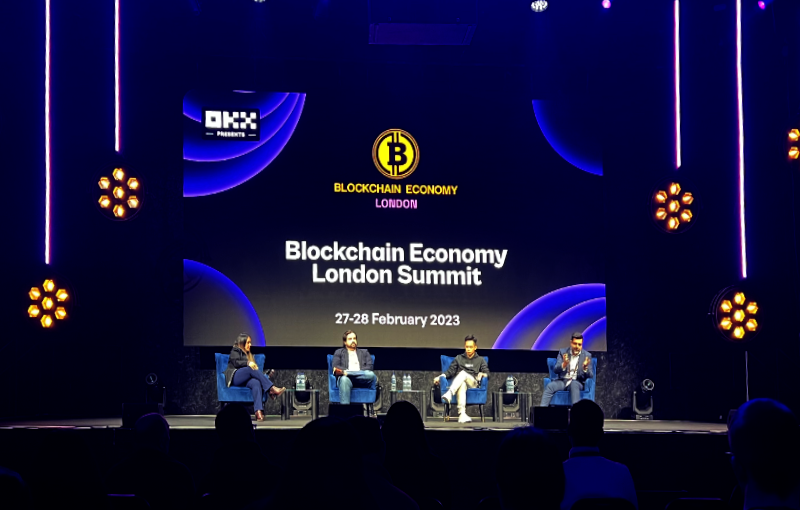 OKX
PRESENTS
BLOCKCHAIN ECONOMY
LONDON
Blockchain Economy
London Summit
27-28 February 2023